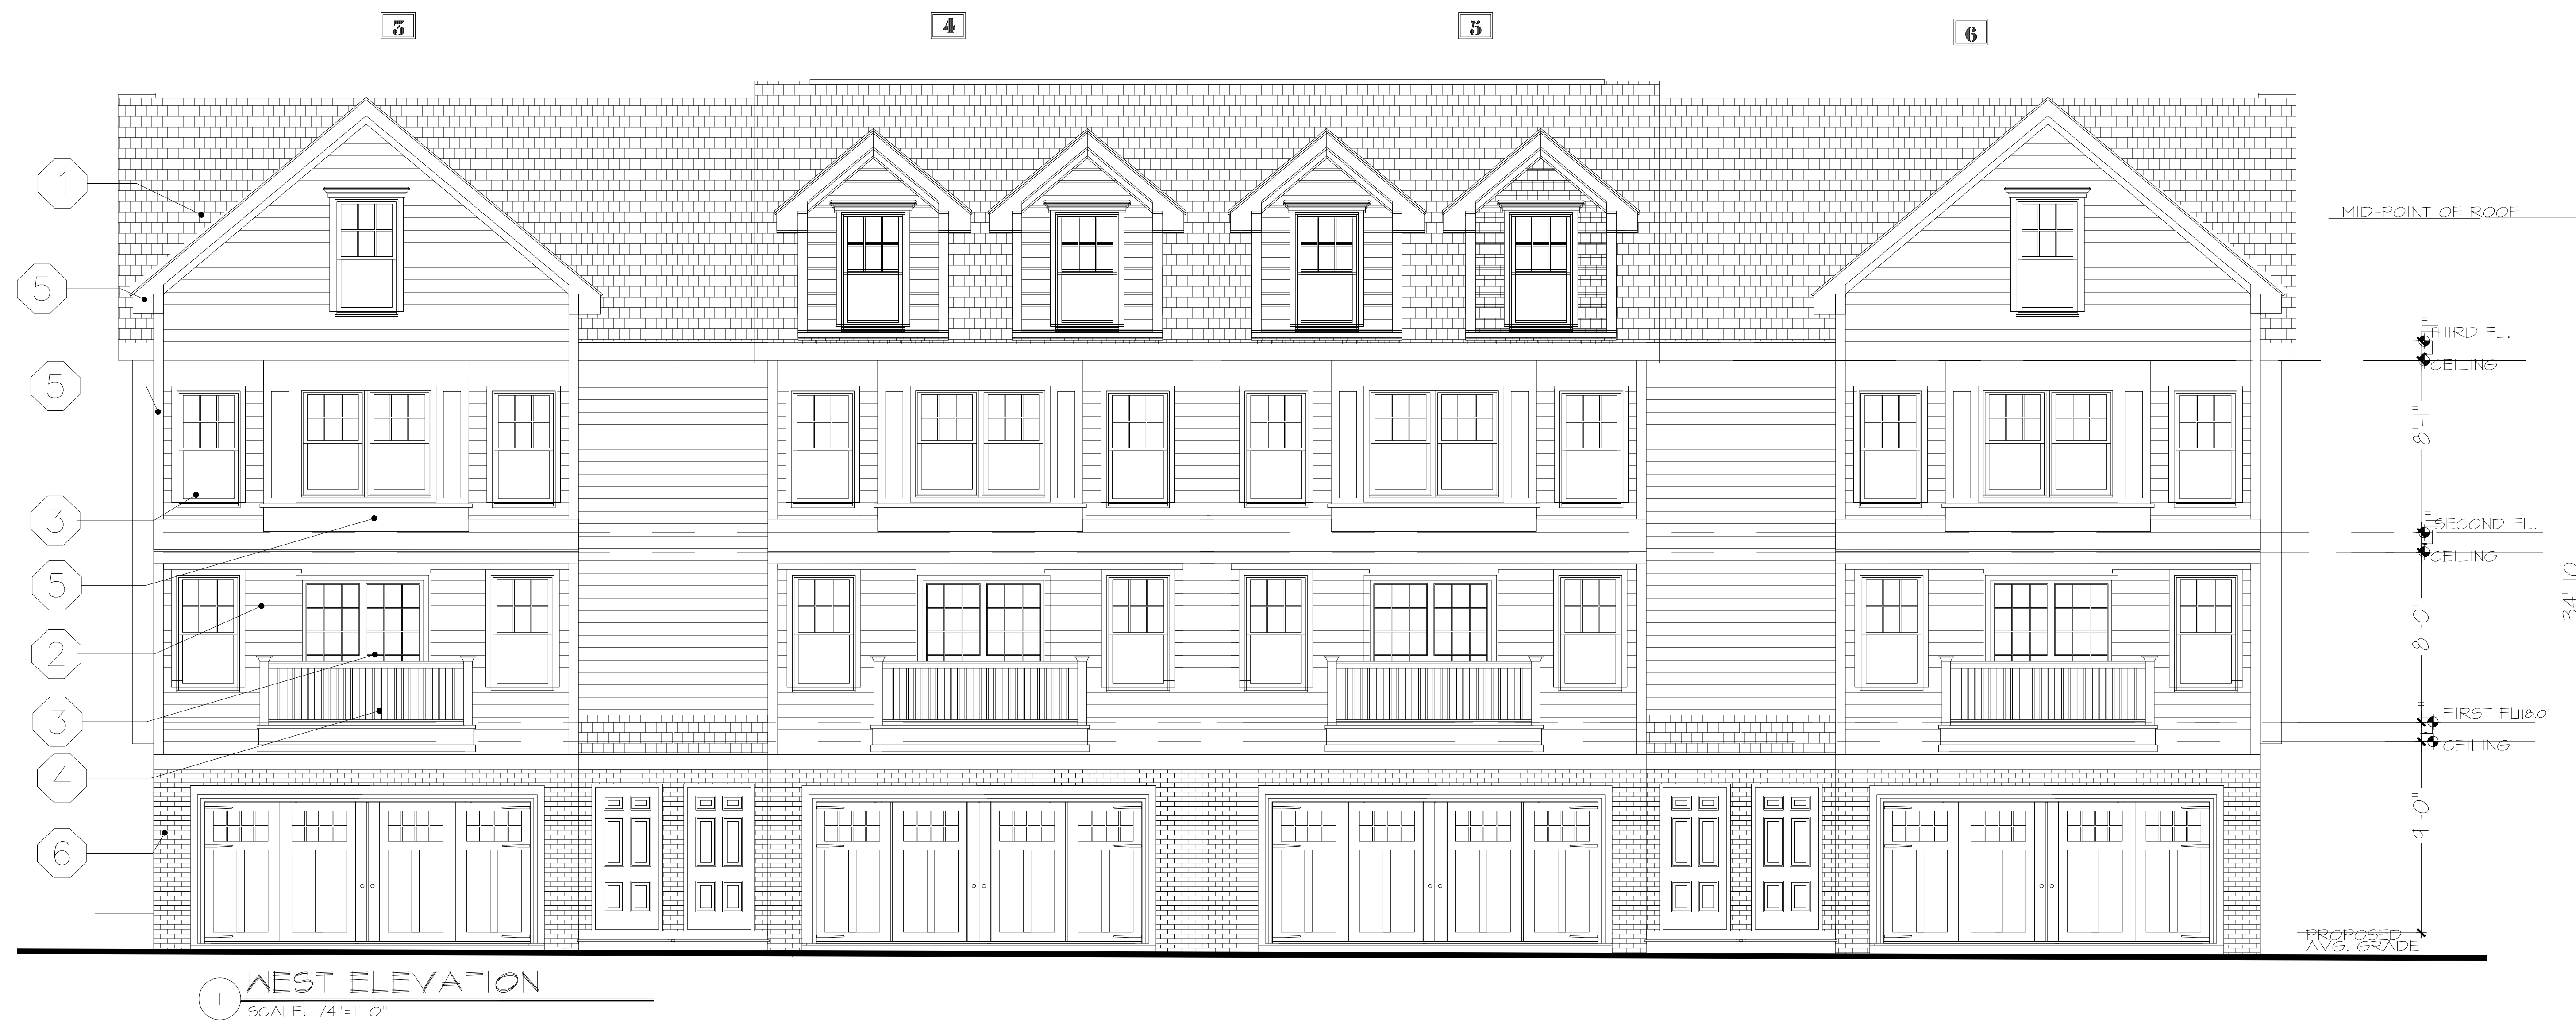 3 4 5 6
1
MID-POINT OF ROOF
5
THIRD FL.
CEILING
5
8'-1"
3
SECOND FL.
CEILING
5
34'-10"
8'-0"
2
3
FIRST FL.118.0'
CEILING
4
9'-0"
6
PROPOSED
AVG. GRADE
1 WEST ELEVATION
SCALE: 1/4"=1'-0"